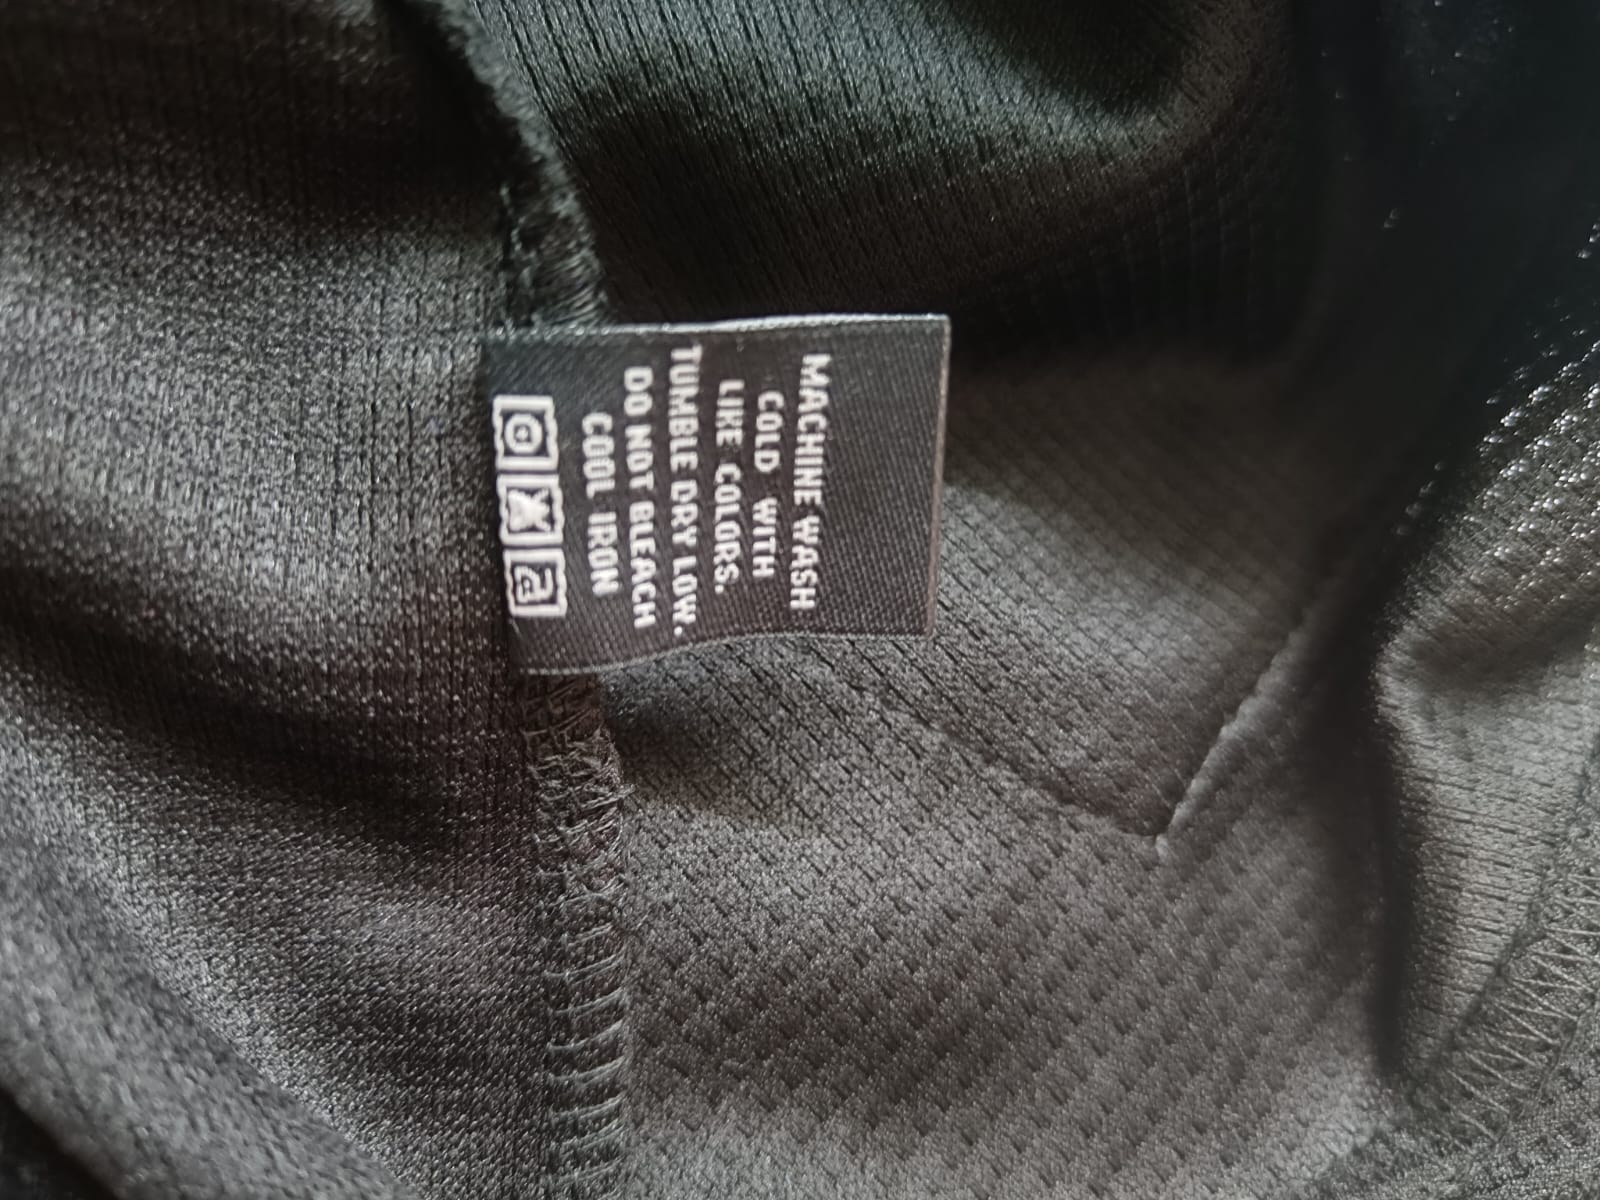 MACHINE WASH
COLD WITH
LIKE COLORS.
TUMBLE DRY LOW.
DO NOT BLEACH
COOL IRON